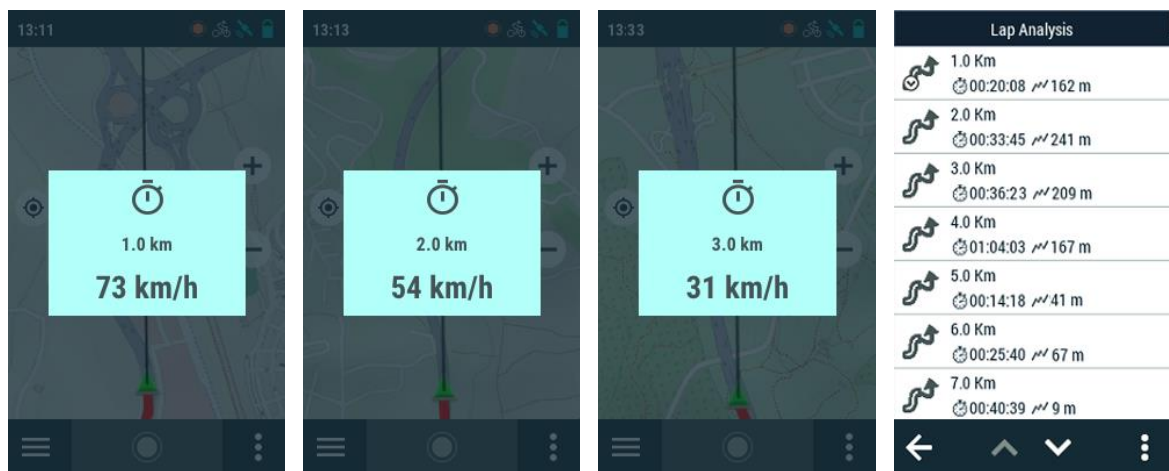 13:11
1.0 km
73 km/h
13:13
2.0 km
54 km/h
13:33
3.0 km
31 km/h
Lap Analysis
1.0 Km
00:20:08 162 m
2.0 Km
00:33:45 241 m
3.0 Km
00:36:23 209 m
4.0 Km
01:04:03 167 m
5.0 Km
00:14:18 41 m
6.0 Km
00:25:40 67 m
7.0 Km
00:40:39 9 m